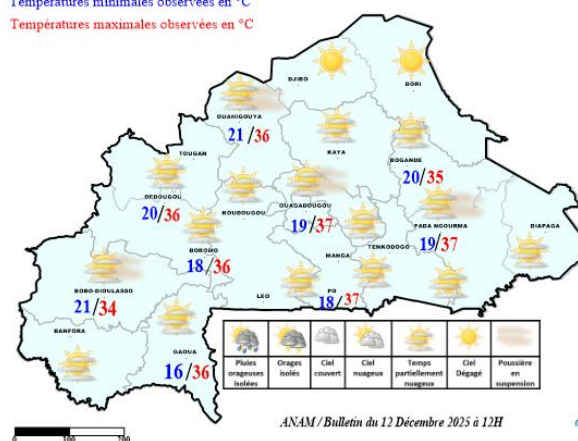 Températures minimales observées en °C
Températures maximales observées en °C
DJIBO
DORI
OUAHIGOUYA
21/36
TOUGAN
KAYA
BOGANDE
20/35
DEDOUGOU
20/36
KOUDOUGOU
OUAGADOUGOU
19/37
FADA NGOURMA
19/37
DIAPAGA
BOROMO
18/36
MANGA
TENKODOGO
BOBO-DIOULASSO
21/34
LEO
PO
18/37
BANFORA
GAOUA
16/36
Pluies orageuses isolées
Orages isolés
Ciel couvert
Ciel nuageux
Temps partiellement nuageux
Ciel Dégagé
Poussière en suspension
ANAM / Bulletin du 12 Décembre 2025 à 12H
0 100 200